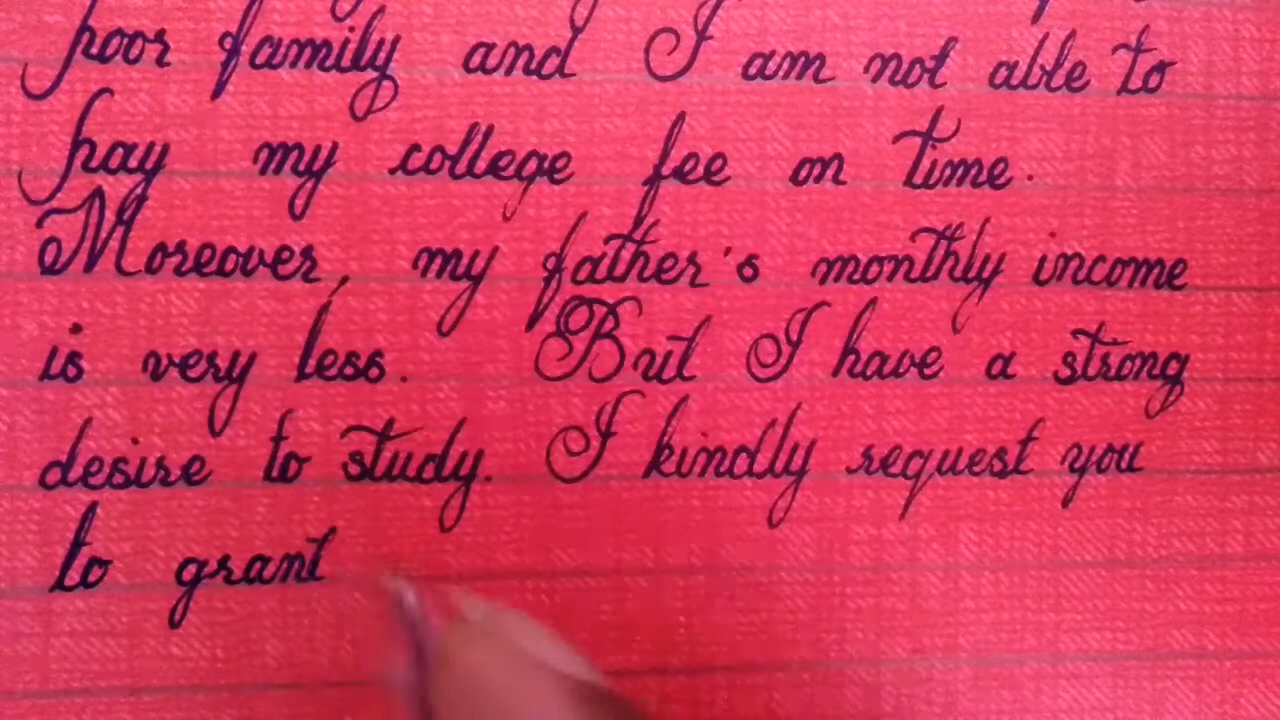 poor family and I am not able to
pay my college fee on time.
Moreover, my father's monthly income
is very less. But I have a strong
desire to study. I kindly request you
to grant